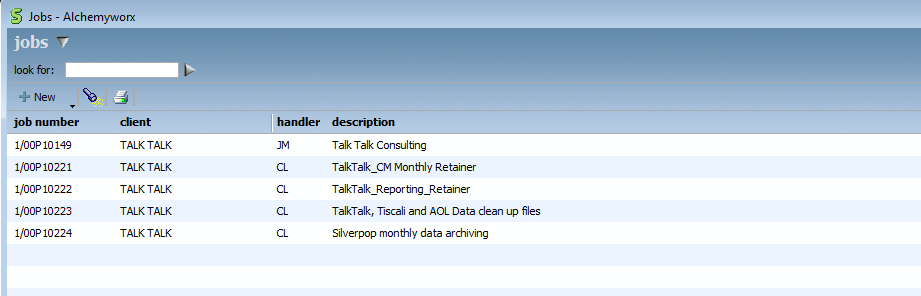 S Jobs - Alchemyworx
jobs
look for:
New
job number client handler description
1/00P10149 TALK TALK JM Talk Talk Consulting
1/00P10221 TALK TALK CL TalkTalk_CM Monthly Retainer
1/00P10222 TALK TALK CL TalkTalk_Reporting_Retainer
1/00P10223 TALK TALK CL TalkTalk, Tiscali and AOL Data clean up files
1/00P10224 TALK TALK CL Silverpop monthly data archiving